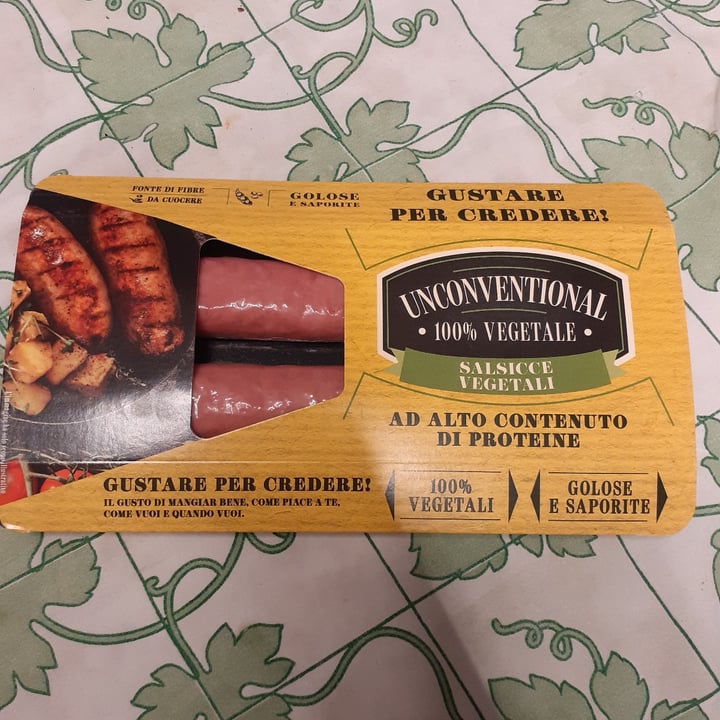 FONTE DI FIBRE
DA CUOCERE
GOLOSE
E SAPORITE
GUSTARE
PER CREDERE!
UNCONVENTIONAL
• 100% VEGETALE •
SALSICCE
VEGETALI
AD ALTO CONTENUTO
DI PROTEINE
GUSTARE PER CREDERE!
IL GUSTO DI MANGIAR BENE, COME PIACE A TE,
COME VUOI E QUANDO VUOI.
100%
VEGETALI
GOLOSE
E SAPORITE